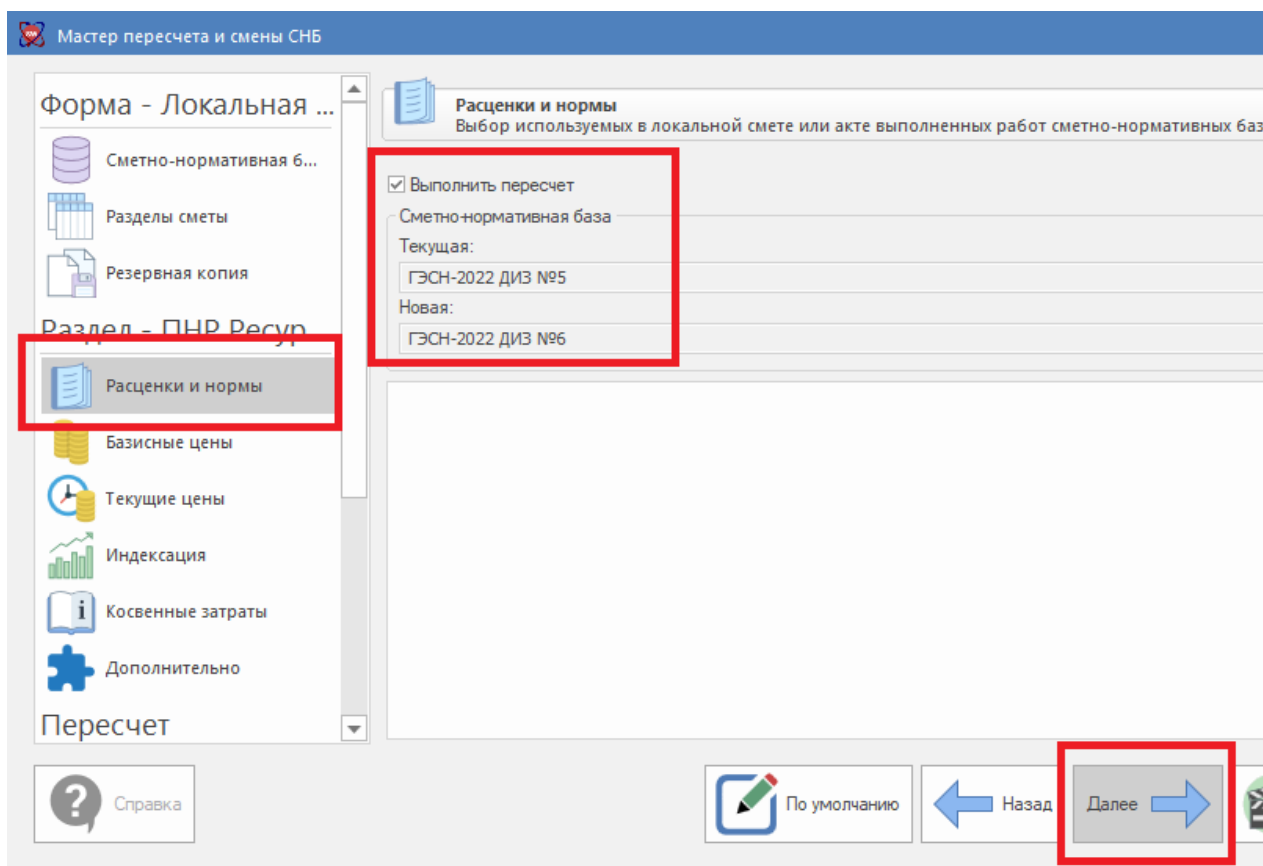 Мастер пересчета и смены СНБ
Форма - Локальная ...
Сметно-нормативная б...
Разделы сметы
Резервная копия
Раздел - ПНР Ресур
Расценки и нормы
Базисные цены
Текущие цены
Индексация
Косвенные затраты
Дополнительно
Пересчет
Справка
Расценки и нормы
Выбор используемых в локальной смете или акте выполненных работ сметно-нормативных баз
Выполнить пересчет
Сметно-нормативная база
Текущая:
ГЭСН-2022 ДИЗ №5
Новая:
ГЭСН-2022 ДИЗ №6
По умолчанию
Назад
Далее